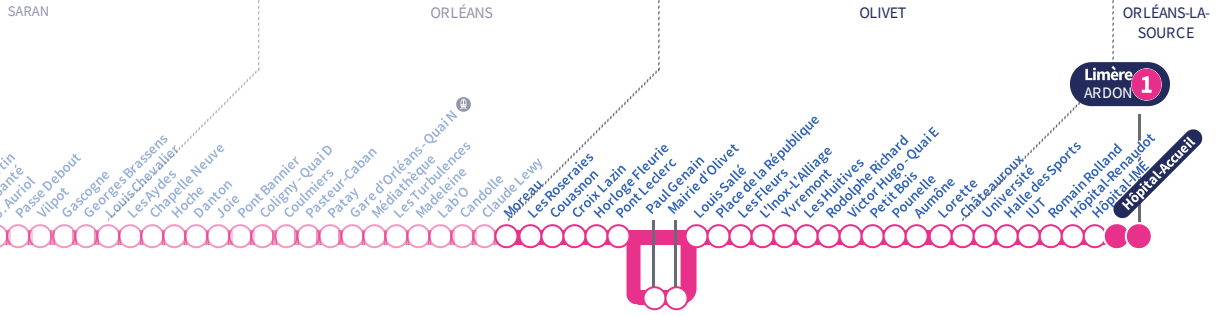 SARAN
ORLÉANS
OLIVET
ORLÉANS-LA-
SOURCE
Limère
ARDON
1
Passe Debout
Vilpot
Gascogne
Georges Brassens
Louis Chevalier
Les Aydes
Chapelle Neuve
Hoche
Danton
Joie
Pont Bannier
Coligny - Quai D
Coulmiers
Pasteur-Caban
Patay
Gare d'Orléans - Quai N
Médiathèque
Les Turbulences
Madeleine
Lab'O
Candolle
Claude Lewy
Moreau
Les Roseraies
Couasnon
Croix Lazin
Horloge Fleurie
Pont Leclerc
Paul Genain
Mairie d'Olivet
Louis Sallé
Place de la République
Les Fleurs
L'Inox - L'Alliage
Yvremont
Les Huitives
Rodolphe Richard
Victor Hugo - Quai E
Petit Bois
Pounelle
Aumône
Lorette
Châteauroux
Université
Halle des Sports
IUT
Romain Rolland
Hôpital-Renaudot
Hôpital-IME
Hôpital-Accueil